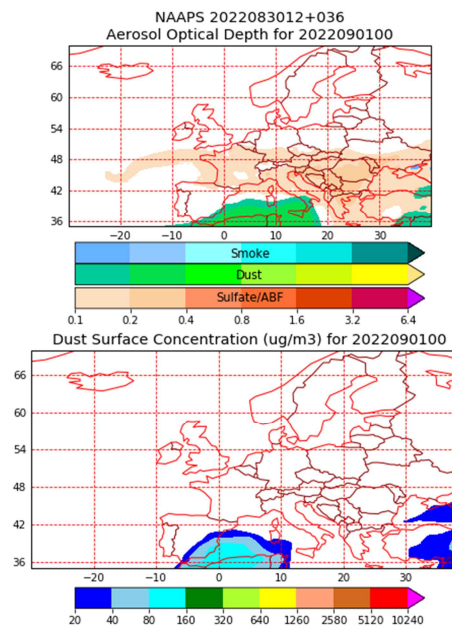 NAAPS 2022083012+036
Aerosol Optical Depth for 2022090100
66
60
54
48
42
36
−20 −10 0 10 20 30
Smoke
Dust
Sulfate/ABF
0.1 0.2 0.4 0.8 1.6 3.2 6.4
Dust Surface Concentration (ug/m3) for 2022090100
66
60
54
48
42
36
−20 −10 0 10 20 30
20 40 80 160 320 640 1260 2580 5120 10240